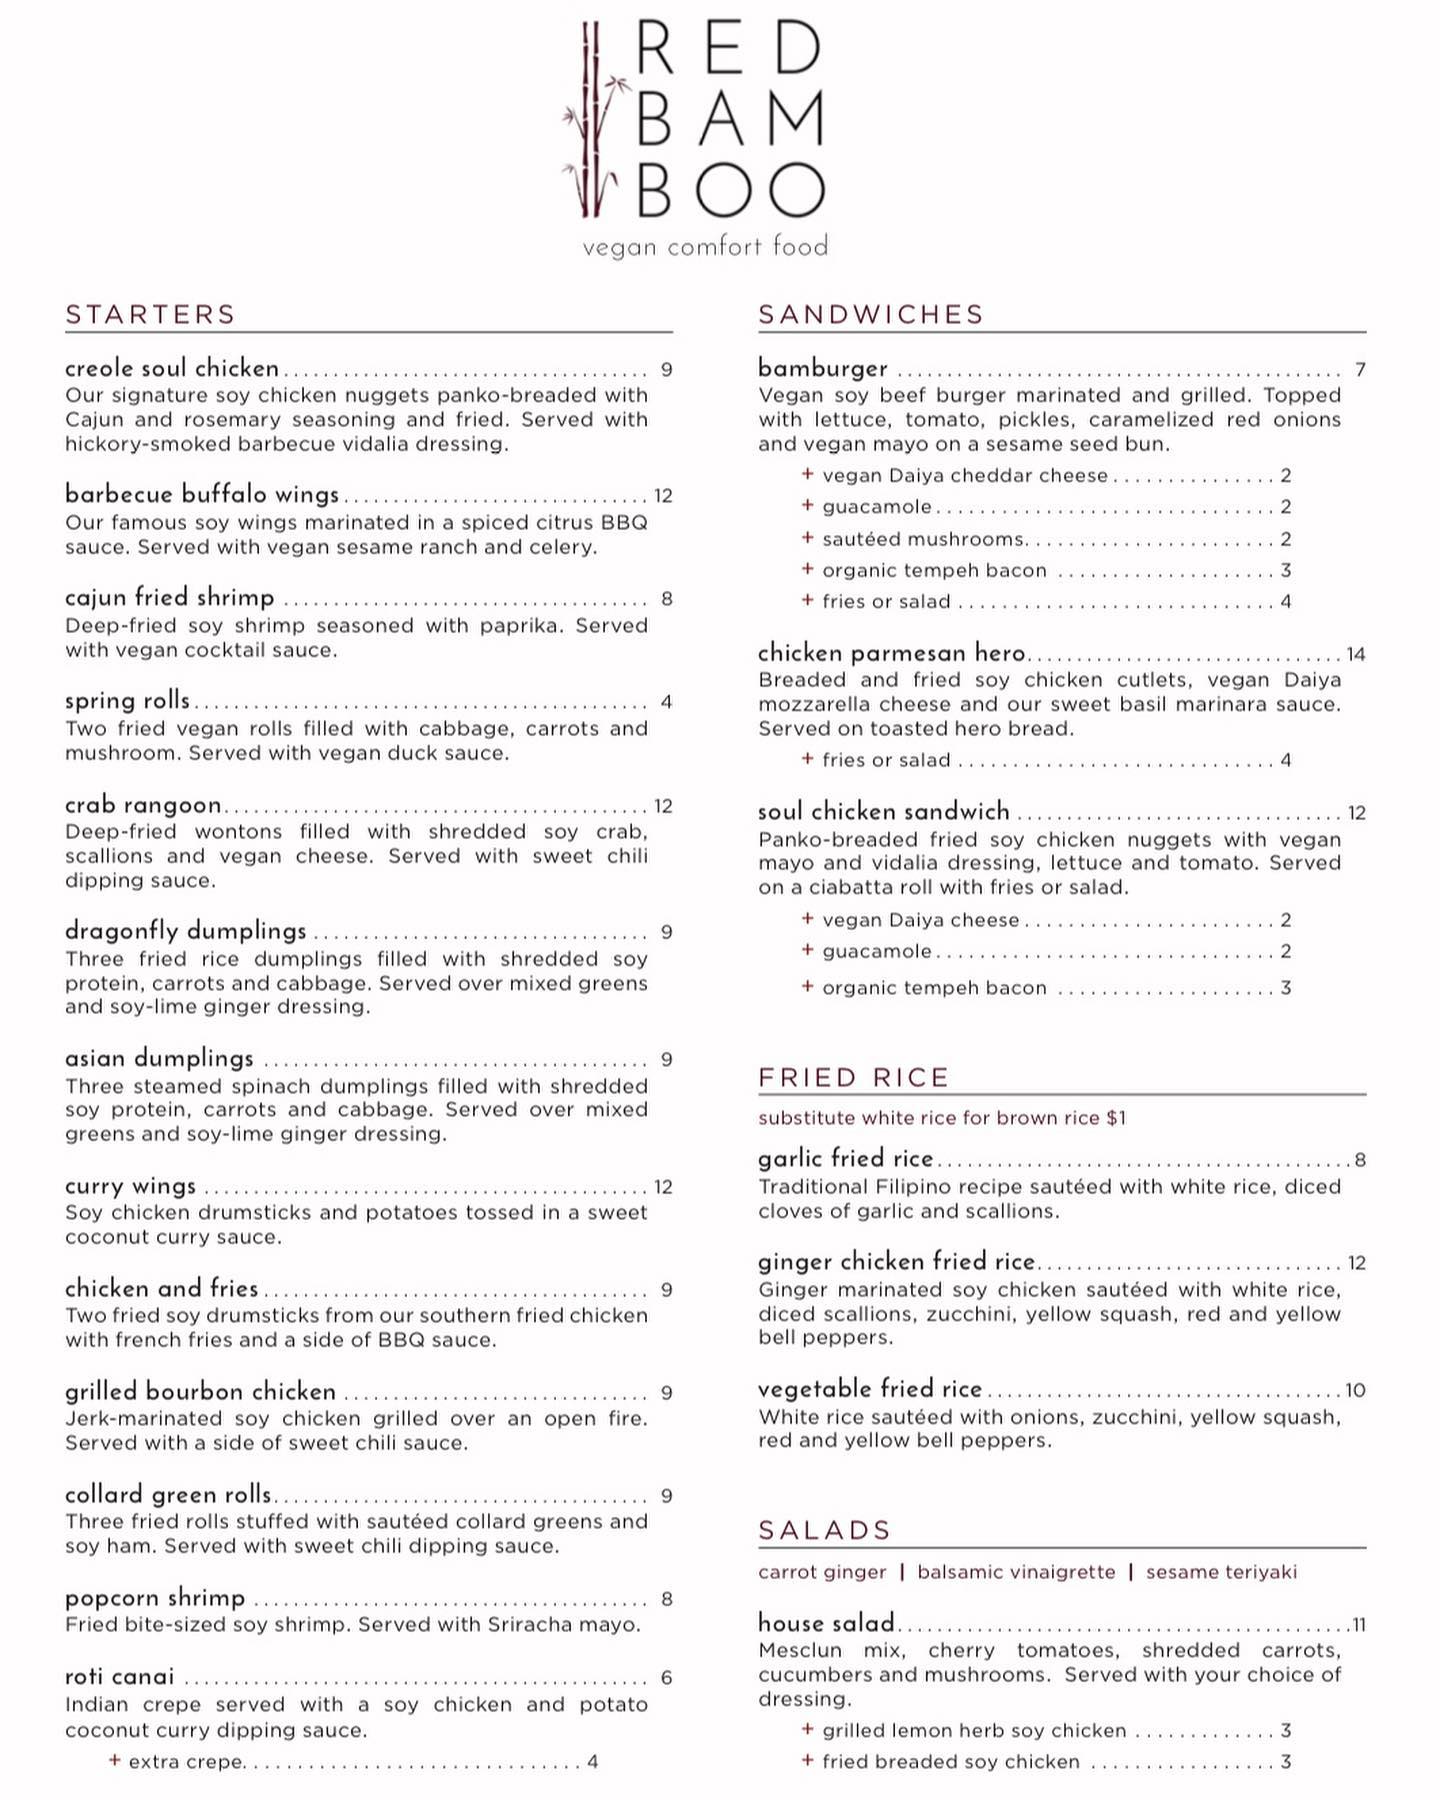 RED
BAM
BOO
vegan comfort food
STARTERS
creole soul chicken 9
Our signature soy chicken nuggets panko-breaded with
Cajun and rosemary seasoning and fried. Served with
hickory-smoked barbecue vidalia dressing.
barbecue buffalo wings 12
Our famous soy wings marinated in a spiced citrus BBQ
sauce. Served with vegan sesame ranch and celery.
cajun fried shrimp 8
Deep-fried soy shrimp seasoned with paprika. Served
with vegan cocktail sauce.
spring rolls 4
Two fried vegan rolls filled with cabbage, carrots and
mushroom. Served with vegan duck sauce.
crab rangoon 12
Deep-fried wontons filled with shredded soy crab,
scallions and vegan cheese. Served with sweet chili
dipping sauce.
dragonfly dumplings 9
Three fried rice dumplings filled with shredded soy
protein, carrots and cabbage. Served over mixed greens
and soy-lime ginger dressing.
asian dumplings 9
Three steamed spinach dumplings filled with shredded
soy protein, carrots and cabbage. Served over mixed
greens and soy-lime ginger dressing.
curry wings 12
Soy chicken drumsticks and potatoes tossed in a sweet
coconut curry sauce.
chicken and fries 9
Two fried soy drumsticks from our southern fried chicken
with french fries and a side of BBQ sauce.
grilled bourbon chicken 9
Jerk-marinated soy chicken grilled over an open fire.
Served with a side of sweet chili sauce.
collard green rolls 9
Three fried rolls stuffed with sautéed collard greens and
soy ham. Served with sweet chili dipping sauce.
popcorn shrimp 8
Fried bite-sized soy shrimp. Served with Sriracha mayo.
roti canai 6
Indian crepe served with a soy chicken and potato
coconut curry dipping sauce.
+ extra crepe 4
SANDWICHES
bamburger 7
Vegan soy beef burger marinated and grilled. Topped
with lettuce, tomato, pickles, caramelized red onions
and vegan mayo on a sesame seed bun.
+ vegan Daiya cheddar cheese 2
+ guacamole 2
+ sautéed mushrooms 2
+ organic tempeh bacon 3
+ fries or salad 4
chicken parmesan hero 14
Breaded and fried soy chicken cutlets, vegan Daiya
mozzarella cheese and our sweet basil marinara sauce.
Served on toasted hero bread.
+ fries or salad 4
soul chicken sandwich 12
Panko-breaded fried soy chicken nuggets with vegan
mayo and vidalia dressing, lettuce and tomato. Served
on a ciabatta roll with fries or salad.
+ vegan Daiya cheese 2
+ guacamole 2
+ organic tempeh bacon 3
FRIED RICE
substitute white rice for brown rice $1
garlic fried rice 8
Traditional Filipino recipe sautéed with white rice, diced
cloves of garlic and scallions.
ginger chicken fried rice 12
Ginger marinated soy chicken sautéed with white rice,
diced scallions, zucchini, yellow squash, red and yellow
bell peppers.
vegetable fried rice 10
White rice sautéed with onions, zucchini, yellow squash,
red and yellow bell peppers.
SALADS
carrot ginger | balsamic vinaigrette | sesame teriyaki
house salad 11
Mesclun mix, cherry tomatoes, shredded carrots,
cucumbers and mushrooms. Served with your choice of
dressing.
+ grilled lemon herb soy chicken 3
+ fried breaded soy chicken 3